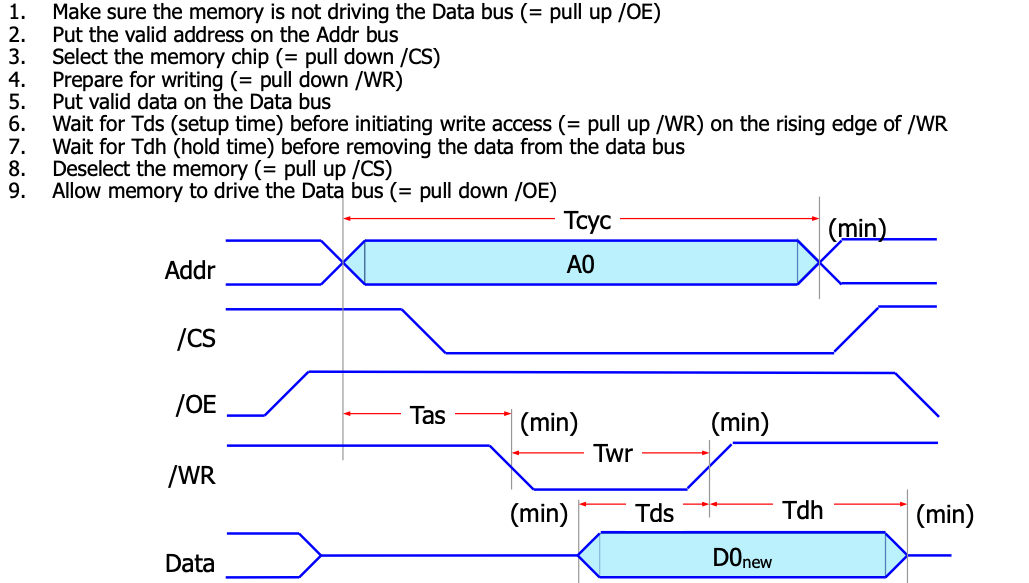 1. Make sure the memory is not driving the Data bus (= pull up /OE)
2. Put the valid address on the Addr bus
3. Select the memory chip (= pull down /CS)
4. Prepare for writing (= pull down /WR)
5. Put valid data on the Data bus
6. Wait for Tds (setup time) before initiating write access (= pull up /WR) on the rising edge of /WR
7. Wait for Tdh (hold time) before removing the data from the data bus
8. Deselect the memory (= pull up /CS)
9. Allow memory to drive the Data bus (= pull down /OE)
Tcyc (min)
Addr A0
/CS
/OE
Tas (min) (min)
Twr
/WR
(min) Tds Tdh (min)
Data D0new